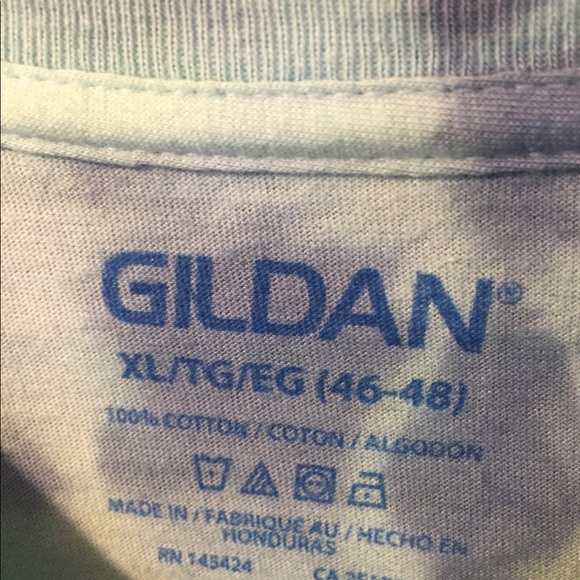 GILDAN®
XL/TG/EG (46-48)
100% COTTON / COTON / ALGODON
MADE IN / FABRIQUE AU / HECHO EN
HONDURAS
RN 145424 CA